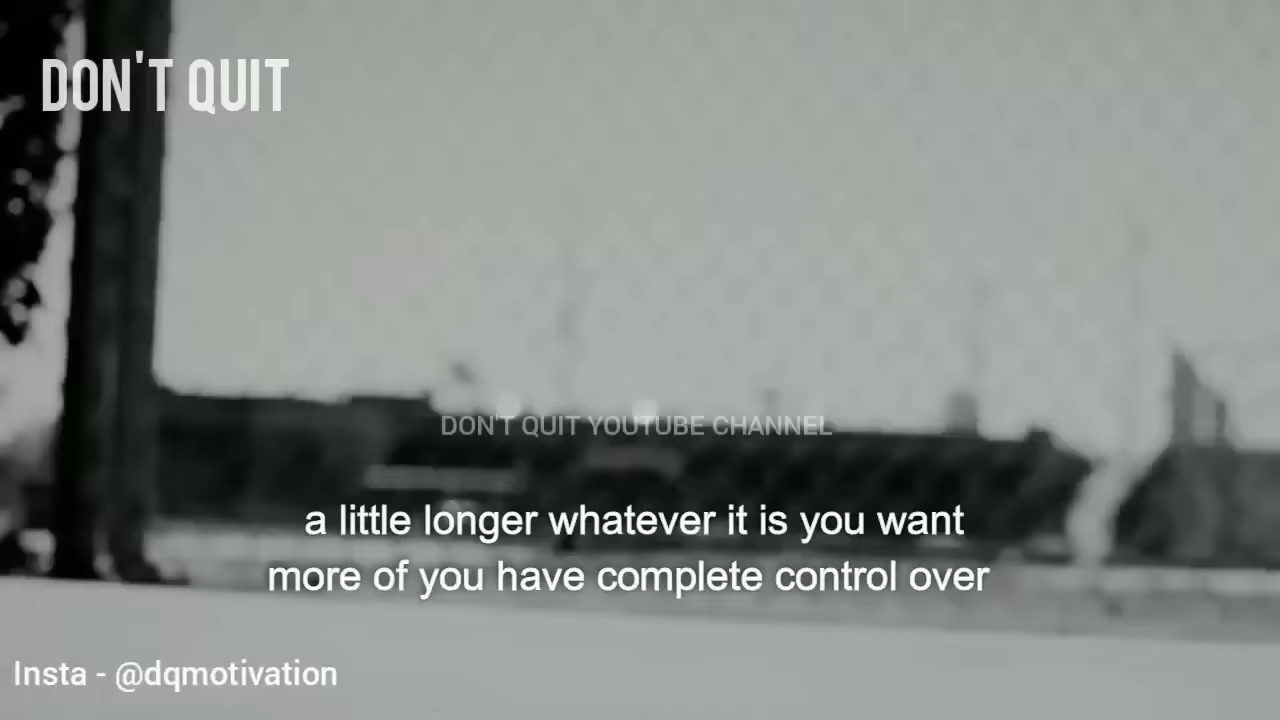 DON'T QUIT
DON'T QUIT YOUTUBE CHANNEL
a little longer whatever it is you want
more of you have complete control over
Insta - @dqmotivation